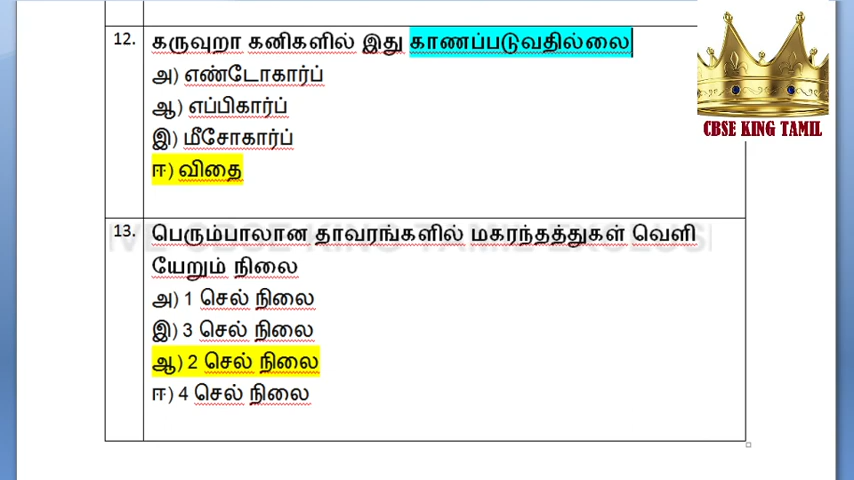 12. கருவுறா கனிகளில் இது காணப்படுவதில்லை
அ) எண்டோகார்ப்
ஆ) எப்பிகார்ப்
இ) மீசோகார்ப்
ஈ) விதை
CBSE KING TAMIL
13. பெரும்பாலான தாவரங்களில் மகரந்தத்துகள் வெளி
யேறும் நிலை
அ) 1 செல் நிலை
இ) 3 செல் நிலை
ஆ) 2 செல் நிலை
ஈ) 4 செல் நிலை